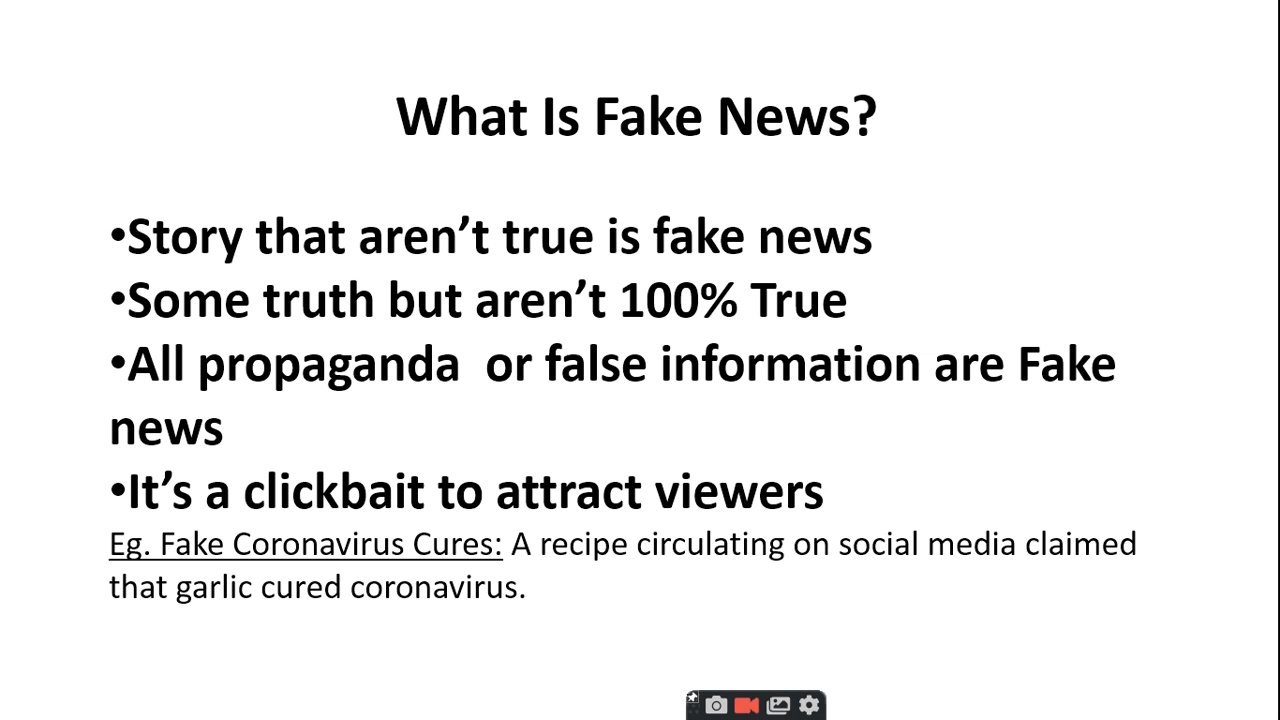 What Is Fake News?
•Story that aren’t true is fake news
•Some truth but aren’t 100% True
•All propaganda  or false information are Fake
news
•It’s a clickbait to attract viewers
Eg. Fake Coronavirus Cures: A recipe circulating on social media claimed
that garlic cured coronavirus.